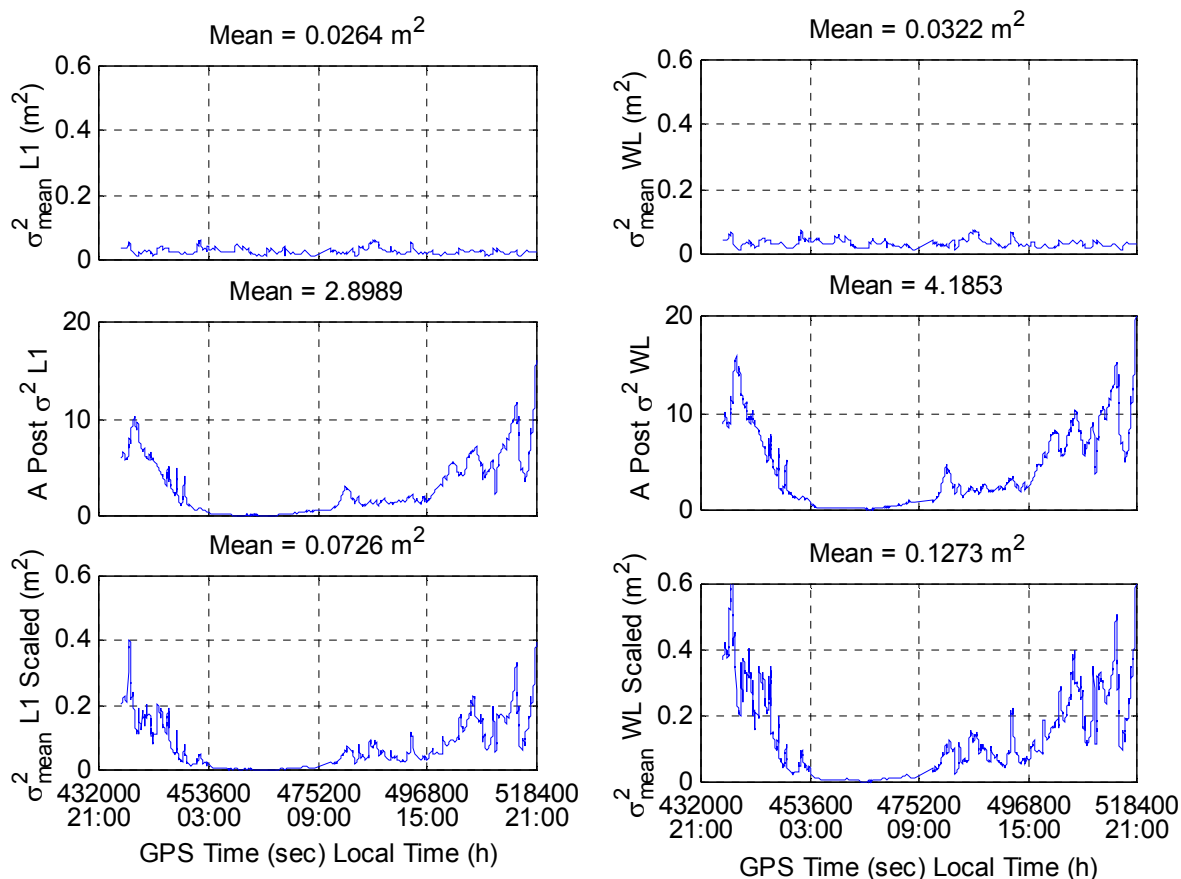 Mean = 0.0264 m²
σ²mean L1 (m²)
0.6
0.4
0.2
0
Mean = 2.8989
A Post σ² L1
20
10
0
Mean = 0.0726 m²
σ²mean L1 Scaled (m²)
0.6
0.4
0.2
0
432000 453600 475200 496800 518400
21:00 03:00 09:00 15:00 21:00
GPS Time (sec) Local Time (h)
Mean = 0.0322 m²
σ²mean WL (m²)
0.6
0.4
0.2
0
Mean = 4.1853
A Post σ² WL
20
10
0
Mean = 0.1273 m²
σ²mean WL Scaled (m²)
0.6
0.4
0.2
0
432000 453600 475200 496800 518400
21:00 03:00 09:00 15:00 21:00
GPS Time (sec) Local Time (h)